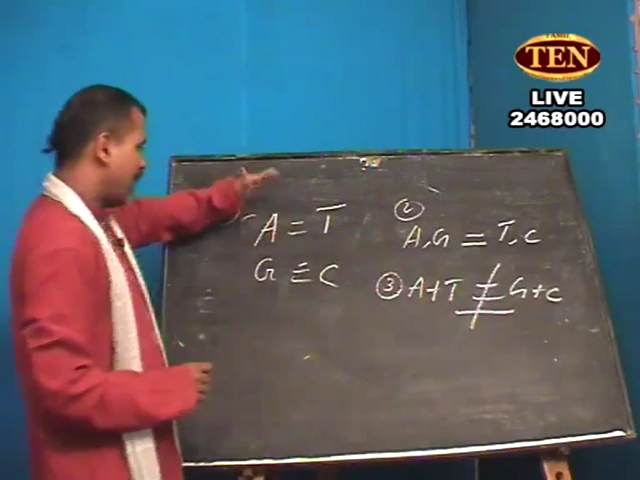 TAMIL
TEN
LIVE
2468000
A = T
G ≡ C
② A,G = T,C
③ A+T ≠ G+C